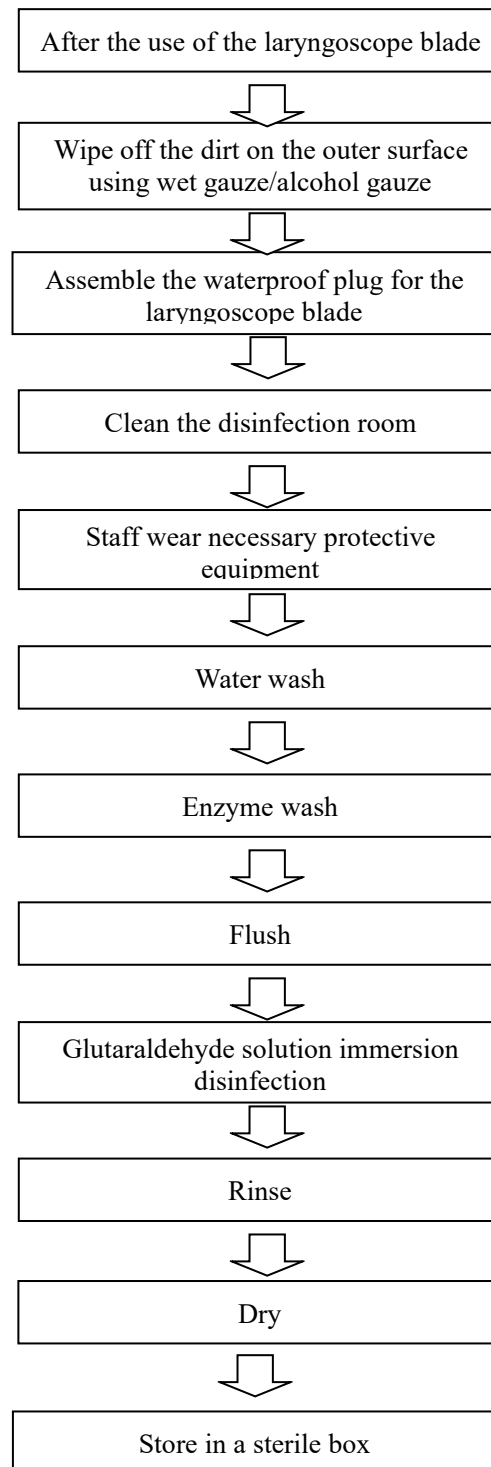 After the use of the laryngoscope blade
Wipe off the dirt on the outer surface
using wet gauze/alcohol gauze
Assemble the waterproof plug for the
laryngoscope blade
Clean the disinfection room
Staff wear necessary protective
equipment
Water wash
Enzyme wash
Flush
Glutaraldehyde solution immersion
disinfection
Rinse
Dry
Store in a sterile box